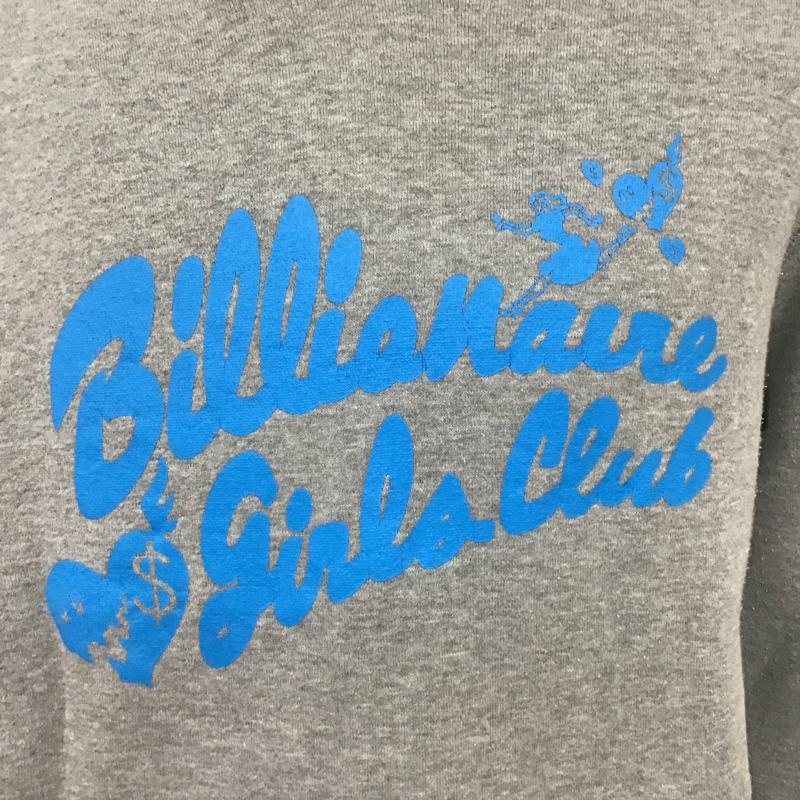 Billionaire
Girls Club
$
$